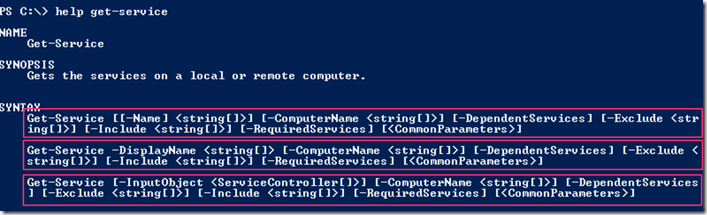 PS C:\> help get-service
NAME
Get-Service
SYNOPSIS
Gets the services on a local or remote computer.
SYNTAX
Get-Service [[-Name] <string[]>] [-ComputerName <string[]>] [-DependentServices] [-Exclude <str
ing[]>] [-Include <string[]>] [-RequiredServices] [<CommonParameters>]
Get-Service -DisplayName <string[]> [-ComputerName <string[]>] [-DependentServices] [-Exclude <
string[]>] [-Include <string[]>] [-RequiredServices] [<CommonParameters>]
Get-Service [-InputObject <ServiceController[]>] [-ComputerName <string[]>] [-DependentServices
] [-Exclude <string[]>] [-Include <string[]>] [-RequiredServices] [<CommonParameters>]